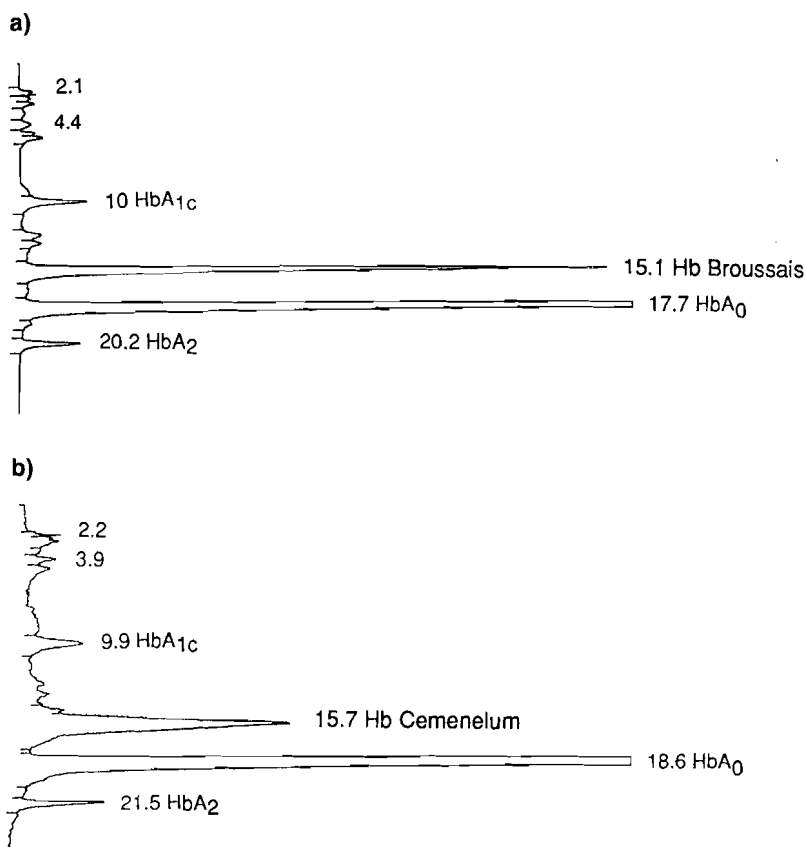 a)
2.1
4.4
10 HbA1c
15.1 Hb Broussais
17.7 HbA0
20.2 HbA2
b)
2.2
3.9
9.9 HbA1c
15.7 Hb Cemenelum
18.6 HbA0
21.5 HbA2